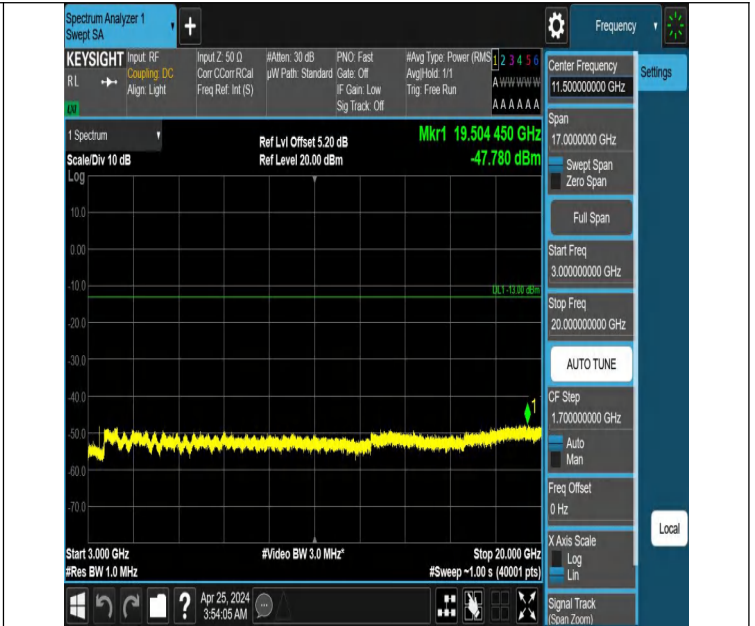 Spectrum Analyzer 1
Swept SA
+
Frequency
KEYSIGHT
RL
LXI
Input: RF
Coupling: DC
Align: Light
Input Z: 50 Ω
Corr CCorr RCal
Freq Ref: Int (S)
#Atten: 30 dB
µW Path: Standard
PNO: Fast
Gate: Off
IF Gain: Low
Sig Track: Off
#Avg Type: Power (RMS
Avg|Hold: 1/1
Trig: Free Run
1 2 3 4 5 6
A W W W W W
A A A A A A
1 Spectrum
Scale/Div 10 dB
Log
Ref Lvl Offset 5.20 dB
Ref Level 20.00 dBm
Mkr1 19.504 450 GHz
-47.780 dBm
10.0
0.00
-10.0
DL1 -13.00 dBm
-20.0
-30.0
-40.0
1
-50.0
-60.0
-70.0
Start 3.000 GHz
#Res BW 1.0 MHz
#Video BW 3.0 MHz*
Stop 20.000 GHz
#Sweep ~1.00 s (40001 pts)
Center Frequency
11.500000000 GHz
Settings
Span
17.0000000 GHz
Swept Span
Zero Span
Full Span
Start Freq
3.000000000 GHz
Stop Freq
20.000000000 GHz
AUTO TUNE
CF Step
1.700000000 GHz
Auto
Man
Freq Offset
0 Hz
X Axis Scale
Log
Lin
Local
Signal Track
(Span Zoom)
?
Apr 25, 2024
3:54:05 AM